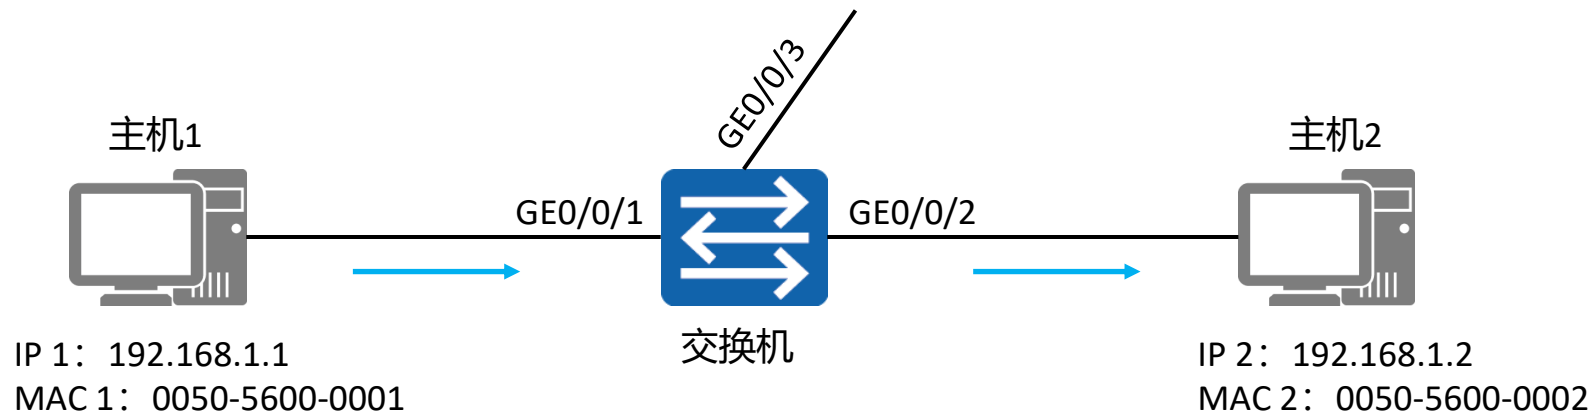 GE0/0/3
主机1
主机2
GE0/0/1
GE0/0/2
交换机
IP 1：192.168.1.1
MAC 1：0050-5600-0001
IP 2：192.168.1.2
MAC 2：0050-5600-0002